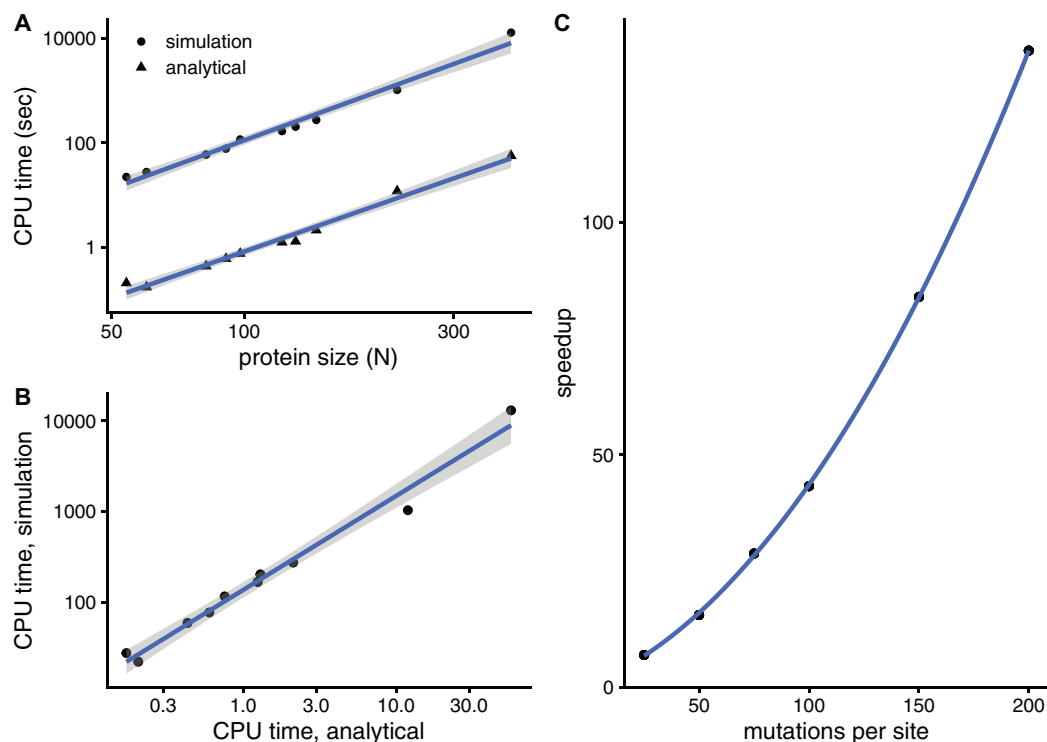 A
simulation
analytical
10000
100
1
CPU time (sec)
50
100
300
protein size (N)
B
10000
1000
100
CPU time, simulation
0.3
1.0
3.0
10.0
30.0
CPU time, analytical
C
100
50
0
speedup
50
100
150
200
mutations per site